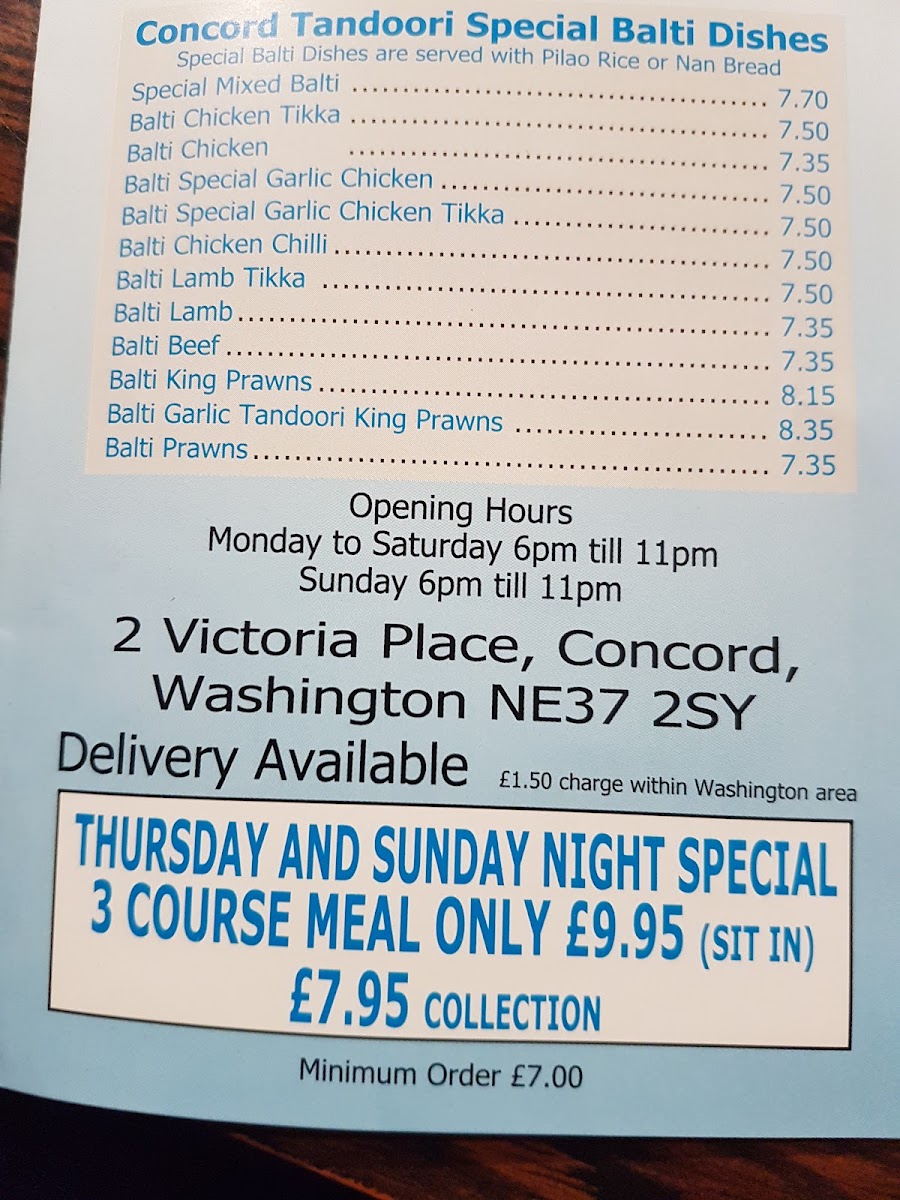 Concord Tandoori Special Balti Dishes
Special Balti Dishes are served with Pilao Rice or Nan Bread
Special Mixed Balti ........................................ 7.70
Balti Chicken Tikka ........................................ 7.50
Balti Chicken ........................................ 7.35
Balti Special Garlic Chicken ................................ 7.50
Balti Special Garlic Chicken Tikka ......................... 7.50
Balti Chicken Chilli .......................................... 7.50
Balti Lamb Tikka ........................................... 7.50
Balti Lamb .................................................... 7.35
Balti Beef ..................................................... 7.35
Balti King Prawns ............................................ 8.15
Balti Garlic Tandoori King Prawns ........................ 8.35
Balti Prawns .................................................. 7.35
Opening Hours
Monday to Saturday 6pm till 11pm
Sunday 6pm till 11pm
2 Victoria Place, Concord,
Washington NE37 2SY
Delivery Available £1.50 charge within Washington area
THURSDAY AND SUNDAY NIGHT SPECIAL
3 COURSE MEAL ONLY £9.95 (SIT IN)
£7.95 COLLECTION
Minimum Order £7.00